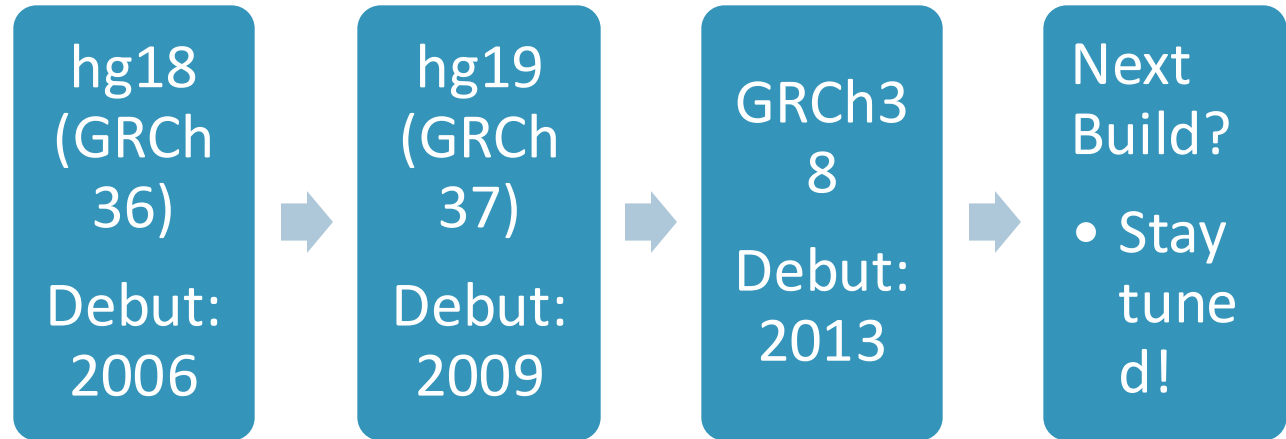 hg18
(GRCh
36)
Debut:
2006
hg19
(GRCh
37)
Debut:
2009
GRCh3
8
Debut:
2013
Next
Build?
• Stay
tune
d!